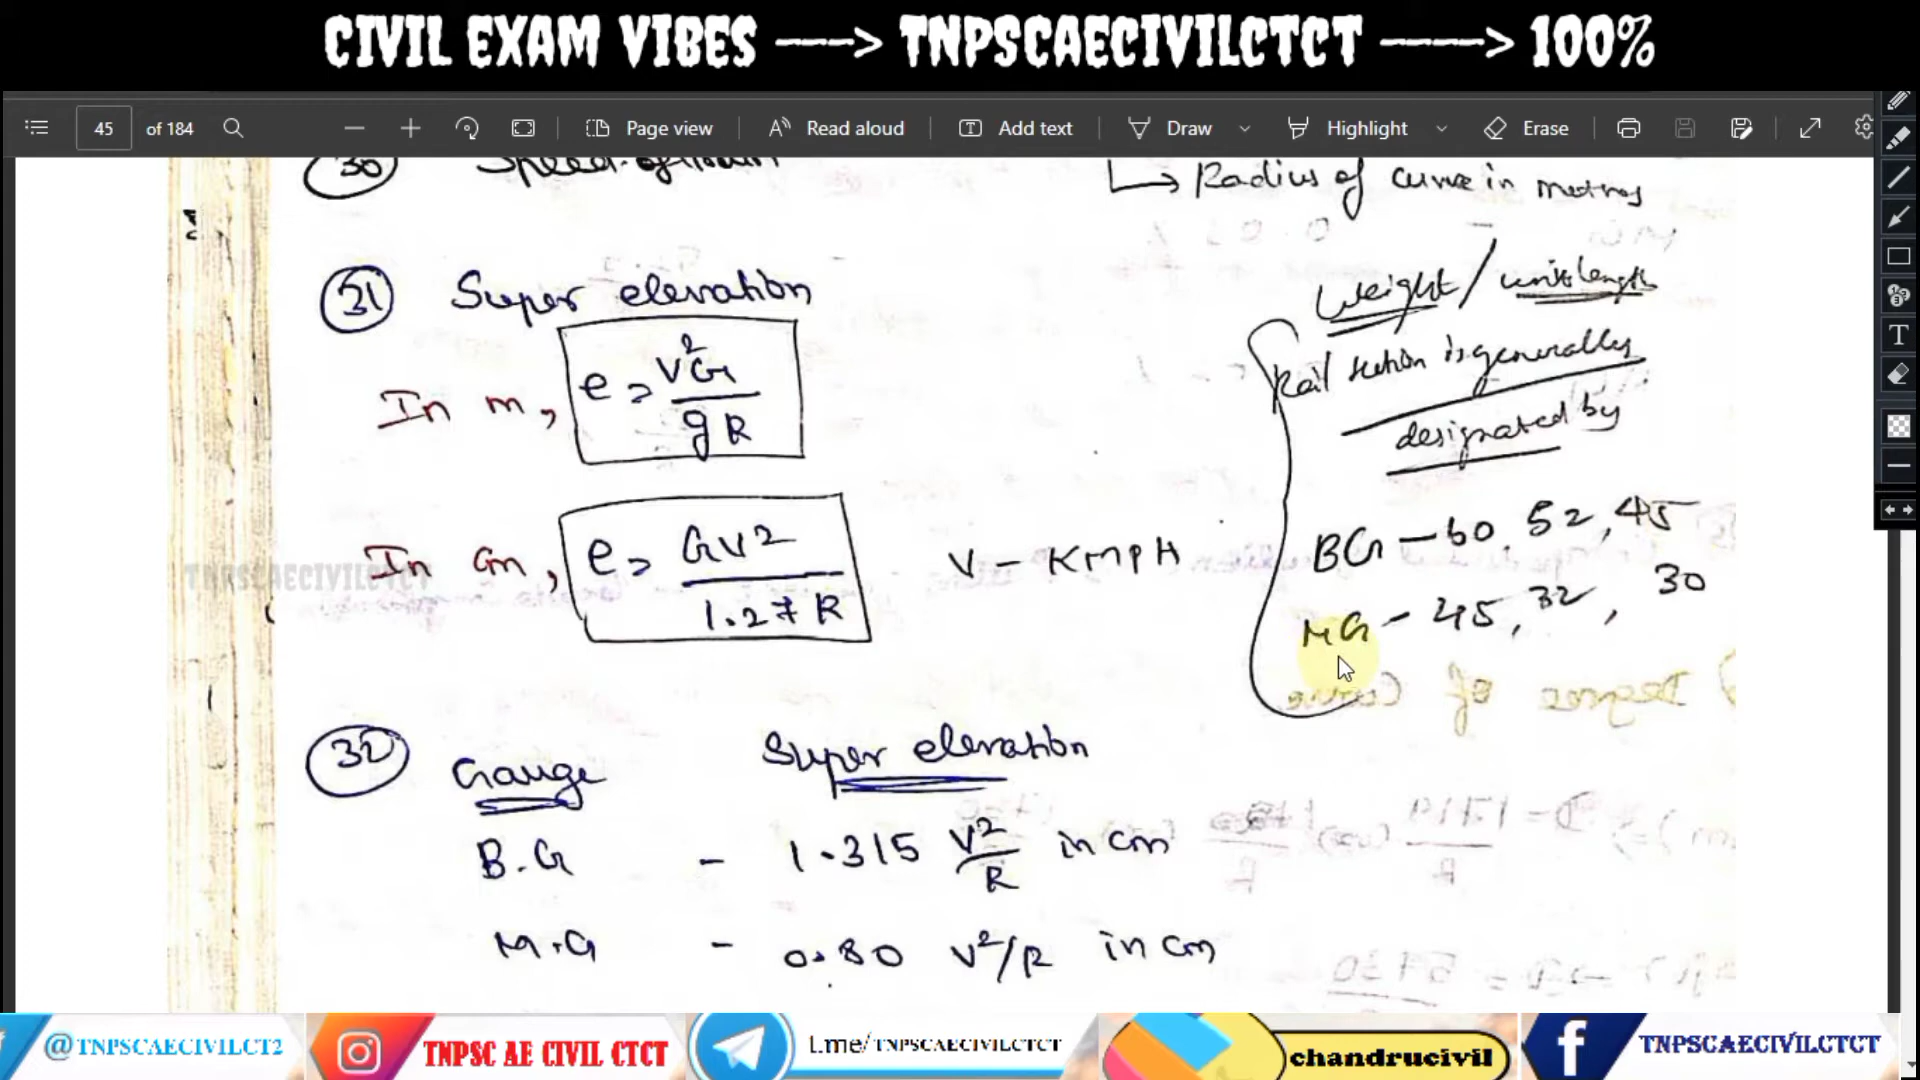 CIVIL EXAM VIBES ---> TNPSCAECIVILCTCT ----> 100%
45 of 184 Page view Read aloud Add text Draw Highlight Erase
30
Radius of curve in metres
31 Super elevation
In m, e = V²G / gR
In cm, e = GV² / 1.27 R V - KMPH
Weight / unit length
Rail section is generally
designated by
BG - 60, 52, 45
MG - 45, 32, 30
TNPSCAECIVILCTCT
32 Gauge Super elevation
B.G - 1.315 V²/R in cm
M.G - 0.80 V²/R in cm
@TNPSCAECIVILCT2 TNPSC AE CIVIL CTCT t.me/TNPSCAECIVILCTCT chandrucivil TNPSCAECIVILCTCT